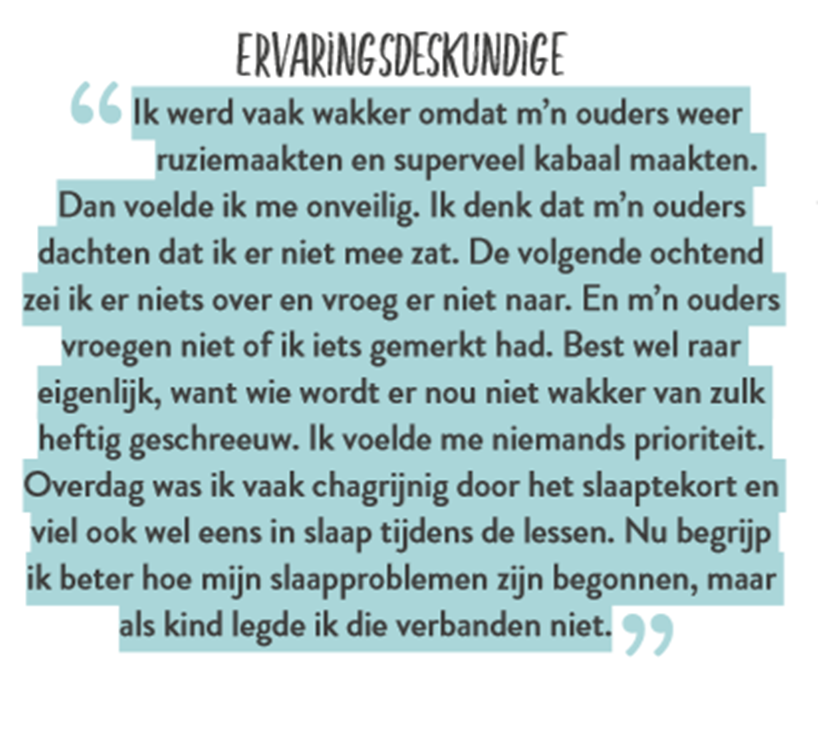 ERVARINGSDESKUNDIGE
“Ik werd vaak wakker omdat m’n ouders weer
ruziemaakten en superveel kabaal maakten.
Dan voelde ik me onveilig. Ik denk dat m’n ouders
dachten dat ik er niet mee zat. De volgende ochtend
zei ik er niets over en vroeg er niet naar. En m’n ouders
vroegen niet of ik iets gemerkt had. Best wel raar
eigenlijk, want wie wordt er nou niet wakker van zulk
heftig geschreeuw. Ik voelde me niemands prioriteit.
Overdag was ik vaak chagrijnig door het slaaptekort en
viel ook wel eens in slaap tijdens de lessen. Nu begrijp
ik beter hoe mijn slaapproblemen zijn begonnen, maar
als kind legde ik die verbanden niet.”